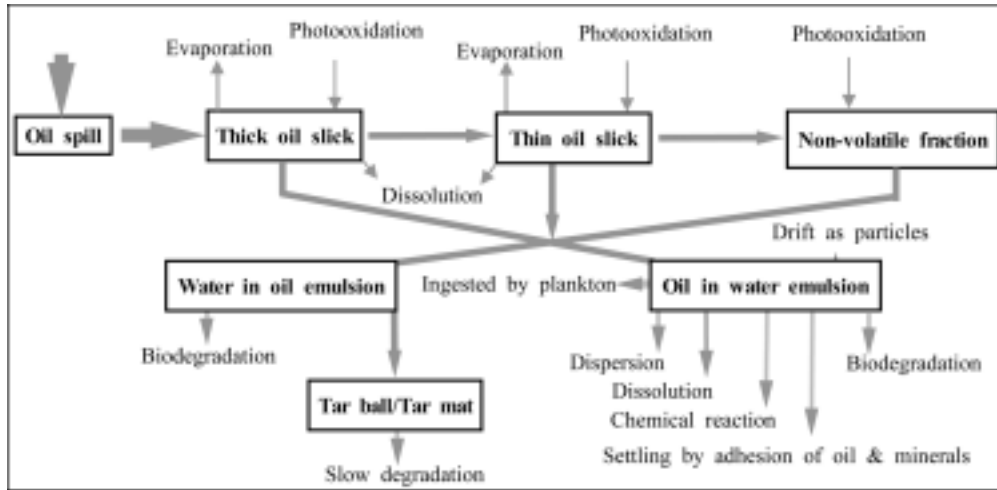 Evaporation
Photooxidation
Evaporation
Photooxidation
Photooxidation
Oil spill
Thick oil slick
Thin oil slick
Non-volatile fraction
Dissolution
Drift as particles
Water in oil emulsion
Ingested by plankton
Oil in water emulsion
Biodegradation
Dispersion
Biodegradation
Dissolution
Tar ball/Tar mat
Chemical reaction
Settling by adhesion of oil & minerals
Slow degradation